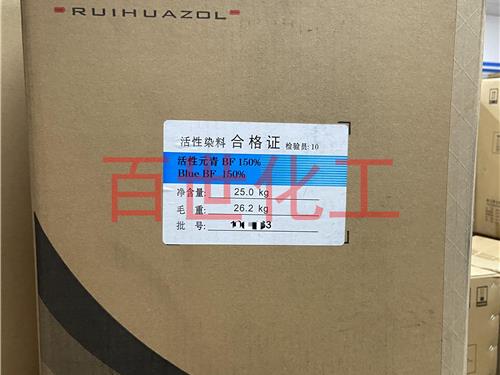 RUIHUAZOL
活性染料 合格证 检验员:10
活性元青 BF 150%
Blue BF 150%
净含量: 25.0 kg
毛 重: 26.2 kg
批 号:
百世化工